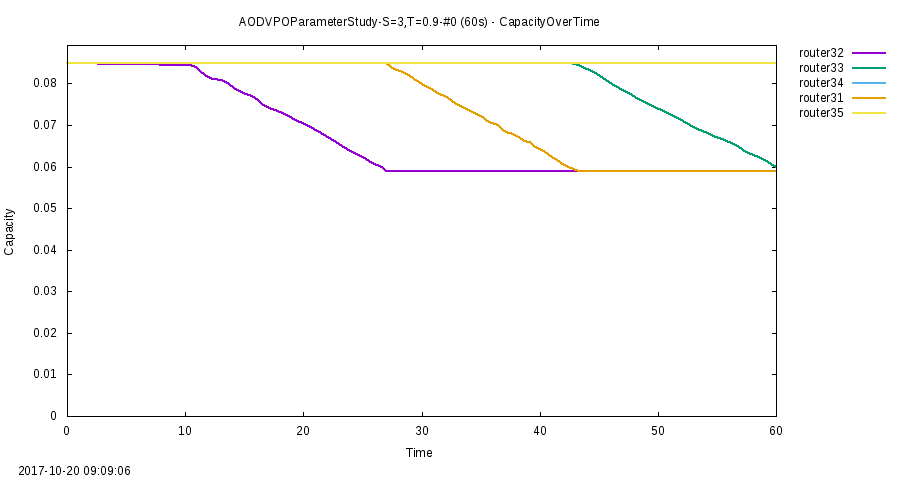 AODVPOParameterStudy-S=3,T=0.9-#0 (60s) - CapacityOverTime
router32
router33
router34
router31
router35
0.08
0.07
0.06
0.05
0.04
0.03
0.02
0.01
0
Capacity
0 10 20 30 40 50 60
Time
2017-10-20 09:09:06